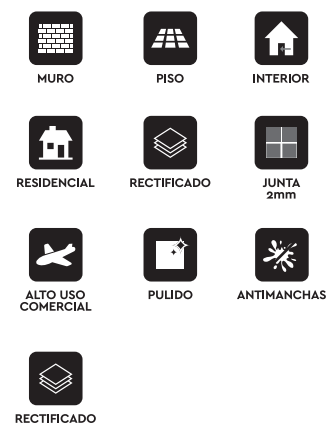 MURO
PISO
INTERIOR
RESIDENCIAL
RECTIFICADO
JUNTA
2mm
ALTO USO
COMERCIAL
PULIDO
ANTIMANCHAS
RECTIFICADO